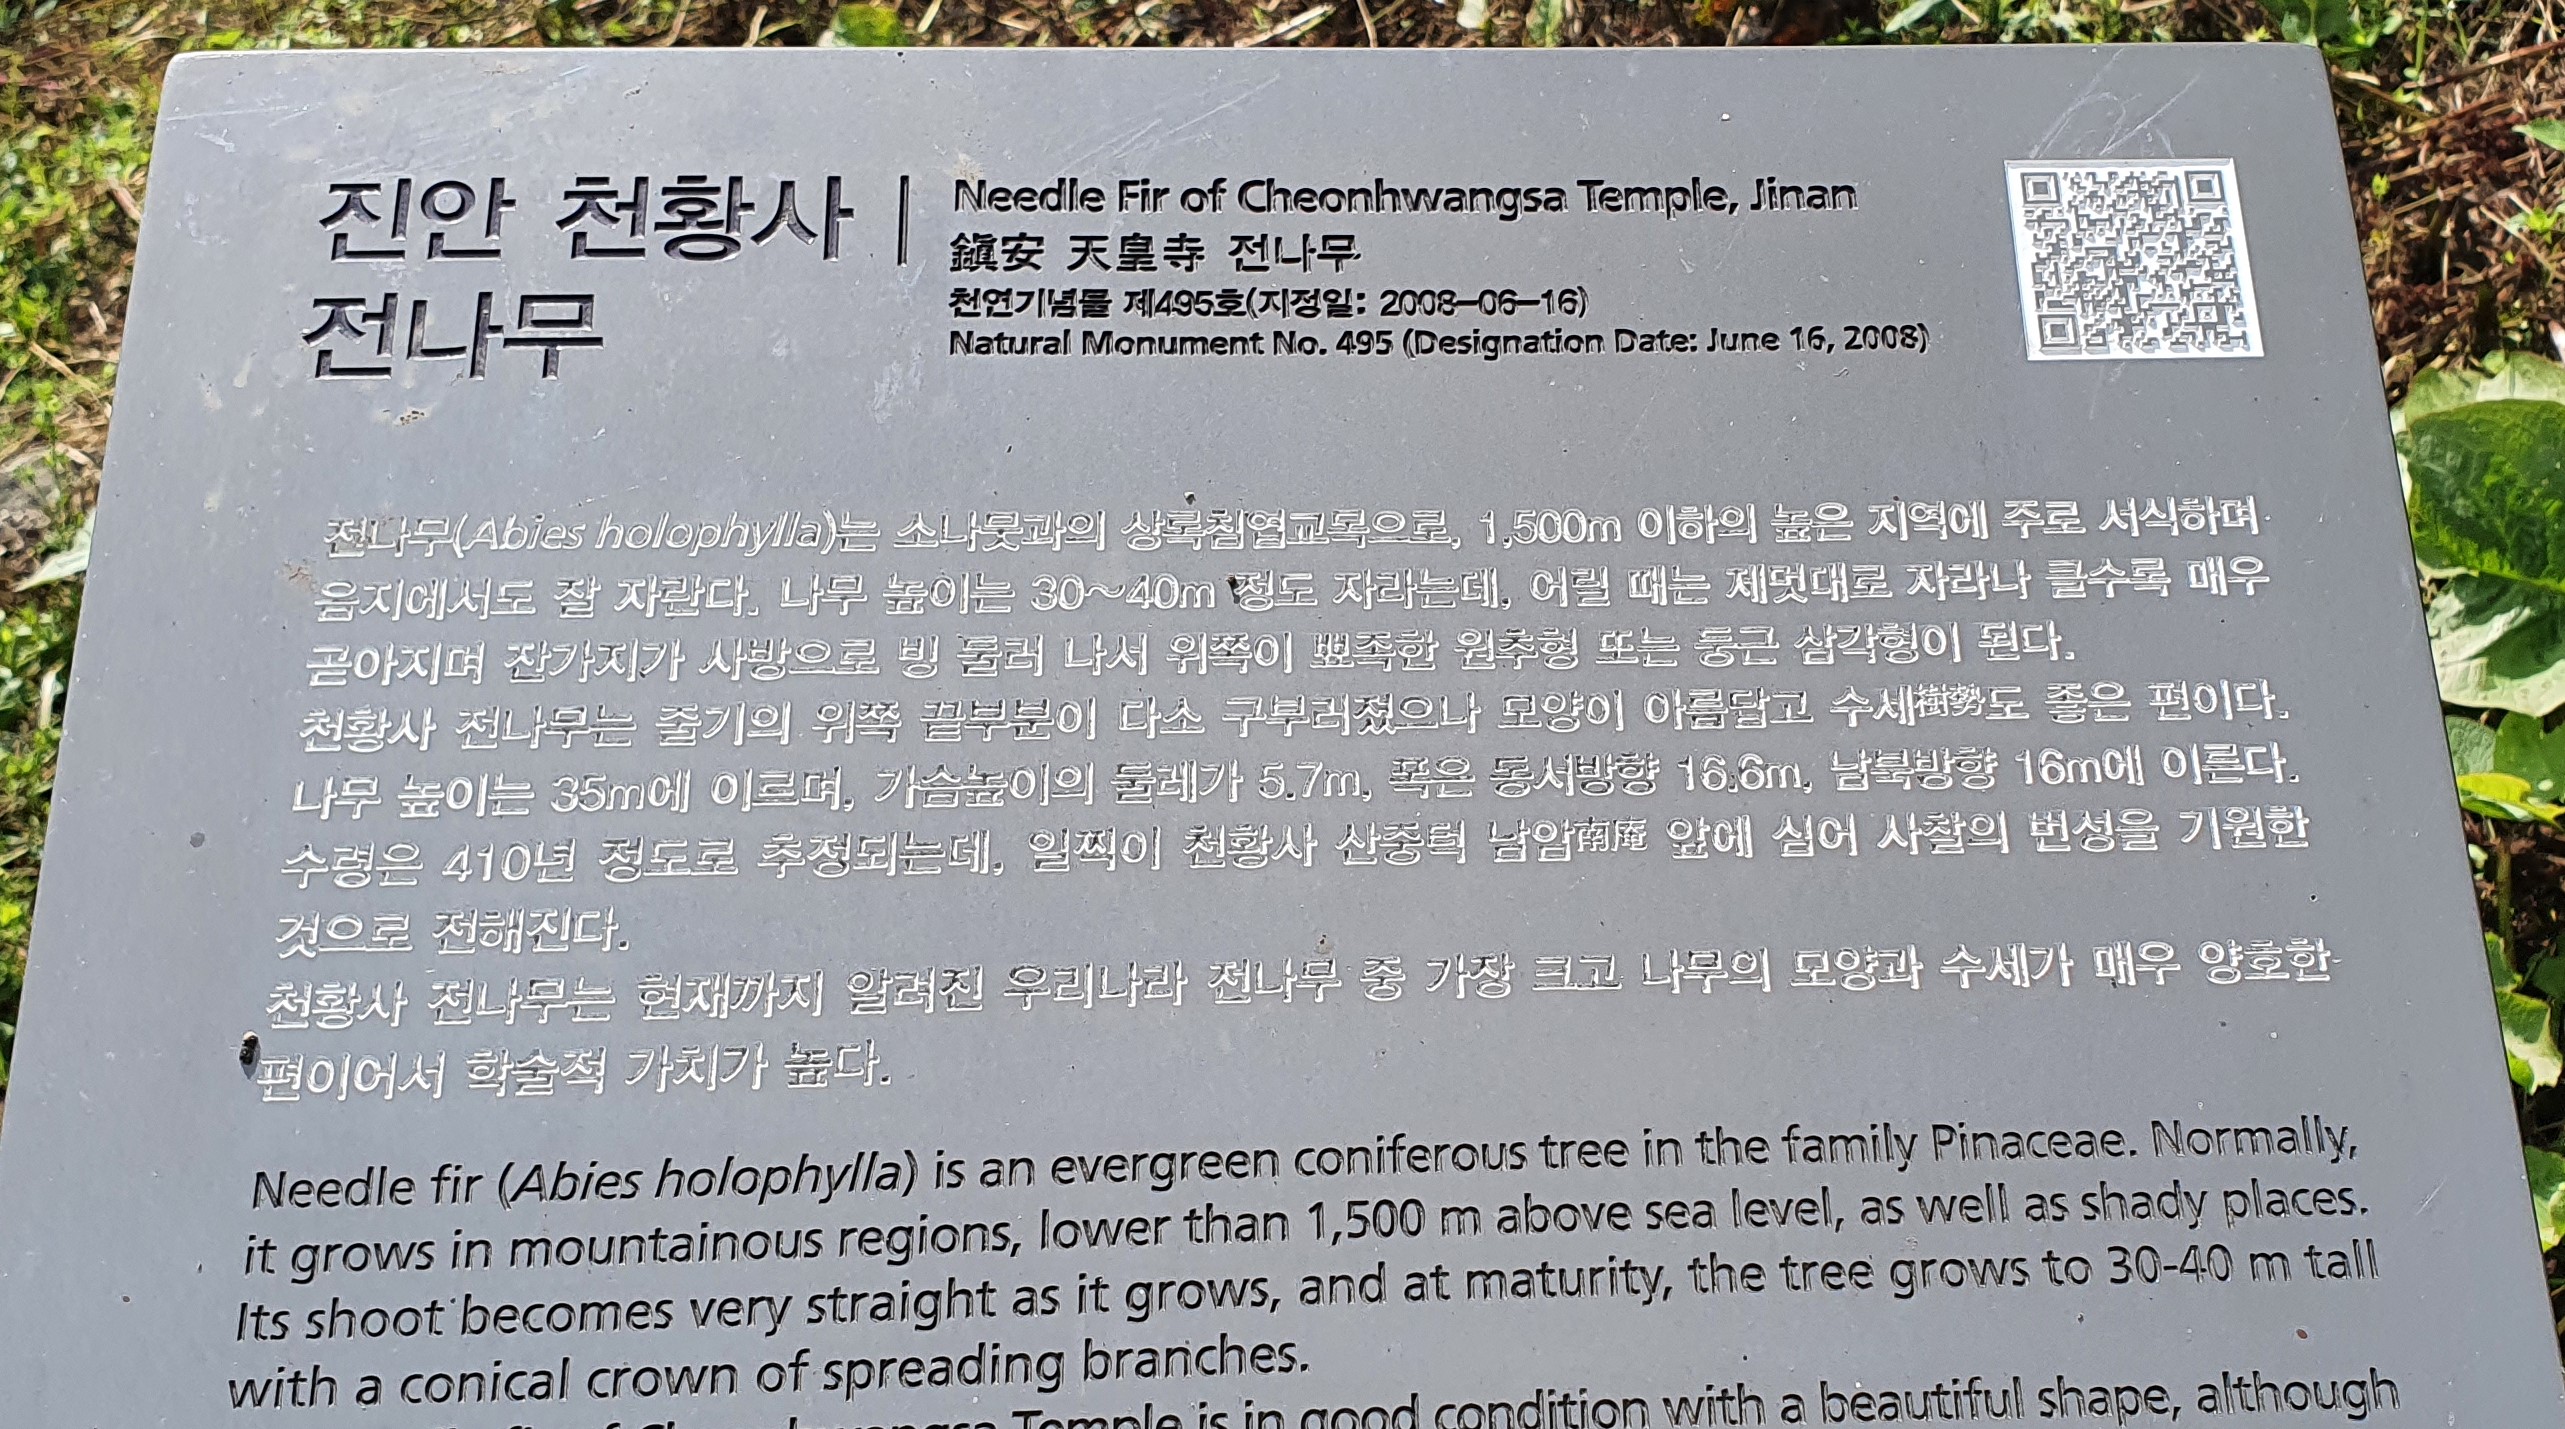 진안 천황사
전나무
Needle Fir of Cheonhwangsa Temple, Jinan
鎭安 天皇寺 전나무
천연기념물 제495호(지정일: 2008-06-16)
Natural Monument No. 495 (Designation Date: June 16, 2008)
전나무(Abies holophylla)는 소나뭇과의 상록침엽교목으로, 1,500m 이하의 높은 지역에 주로 서식하며
음지에서도 잘 자란다. 나무 높이는 30~40m 정도 자라는데, 어릴 때는 제멋대로 자라나 클수록 매우
곧아지며 잔가지가 사방으로 빙 둘러 나서 위쪽이 뾰족한 원추형 또는 둥근 삼각형이 된다.
천황사 전나무는 줄기의 위쪽 끝부분이 다소 구부러졌으나 모양이 아름답고 수세樹勢도 좋은 편이다.
나무 높이는 35m에 이르며, 가슴높이의 둘레가 5.7m, 폭은 동서방향 16.6m, 남북방향 16m에 이른다.
수령은 410년 정도로 추정되는데, 일찍이 천황사 산중턱 남암南庵 앞에 심어 사찰의 번성을 기원한
것으로 전해진다.
천황사 전나무는 현재까지 알려진 우리나라 전나무 중 가장 크고 나무의 모양과 수세가 매우 양호한
편이어서 학술적 가치가 높다.
Needle fir (Abies holophylla) is an evergreen coniferous tree in the family Pinaceae. Normally,
it grows in mountainous regions, lower than 1,500 m above sea level, as well as shady places.
Its shoot becomes very straight as it grows, and at maturity, the tree grows to 30-40 m tall
with a conical crown of spreading branches.
of Cheonhwangsa Temple is in good condition with a beautiful shape, although